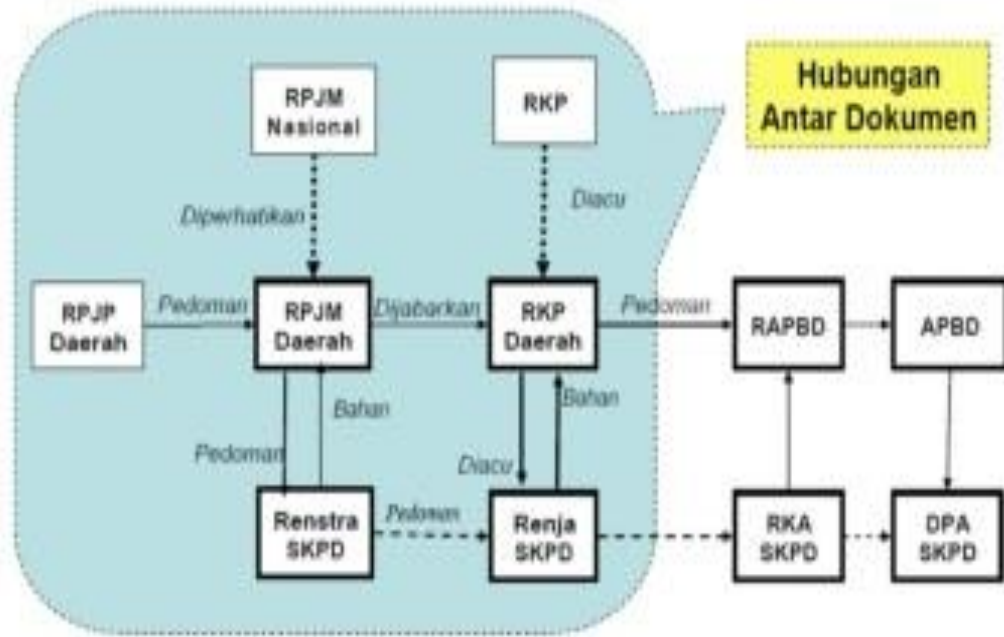 Hubungan
Antar Dokumen
RPJM
Nasional
RKP
Diperhatikan
Diacu
RPJP
Daerah
Pedoman
RPJM
Daerah
Dijabarkan
RKP
Daerah
Pedoman
RAPBD
APBD
Pedoman
Bahan
Diacu
Bahan
Renstra
SKPD
Pedoman
Renja
SKPD
RKA
SKPD
DPA
SKPD